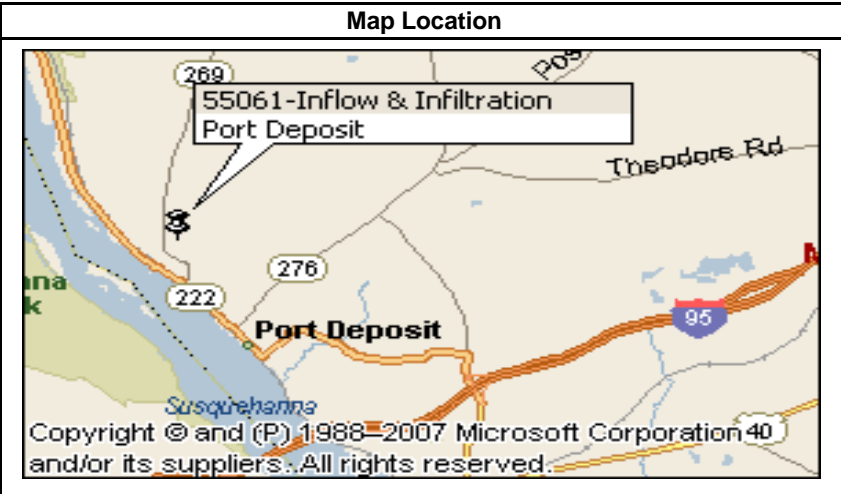 Map Location
269
55061-Inflow & Infiltration
Port Deposit
Theodore Rd
276
222
95
Port Deposit
Susquehanna
Copyright © and (P) 1988–2007 Microsoft Corporation
40
and/or its suppliers. All rights reserved.